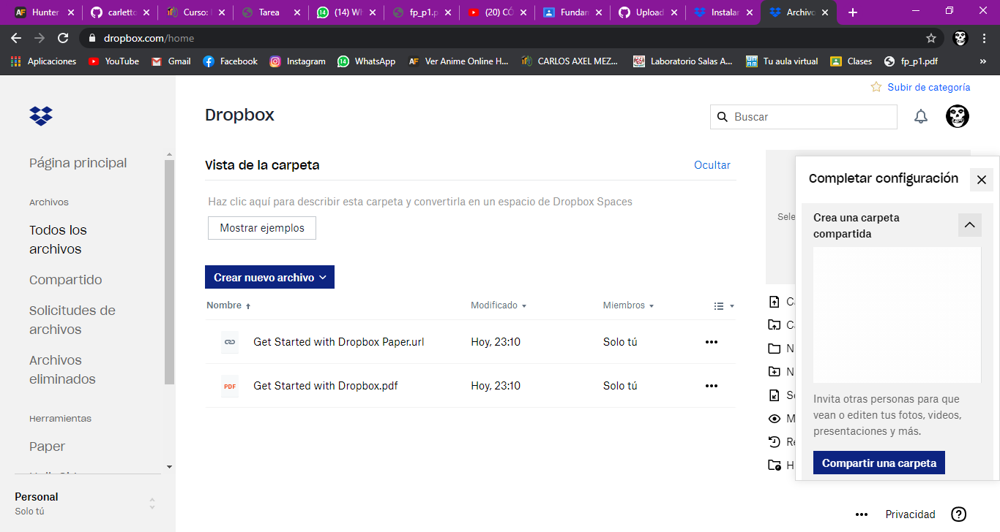 AF Hunter
carletto
Curso: 
Tarea
(14) Wh
fp_p1.p
(20) CÓ
Fundam
Upload
Instalar
Archivo
dropbox.com/home
Aplicaciones
YouTube
Gmail
Facebook
Instagram
14 WhatsApp
AF Ver Anime Online H...
CARLOS AXEL MEZ...
Laboratorio Salas A...
Tu aula virtual
Clases
fp_p1.pdf
»
Subir de categoría
Dropbox
Buscar
Página principal
Archivos
Todos los
archivos
Compartido
Solicitudes de
archivos
Archivos
eliminados
Herramientas
Paper
Personal
Solo tú
Vista de la carpeta
Ocultar
Haz clic aquí para describir esta carpeta y convertirla en un espacio de Dropbox Spaces
Mostrar ejemplos
Crear nuevo archivo
Nombre
Modificado
Miembros
Get Started with Dropbox Paper.url
Hoy, 23:10
Solo tú
PDF
Get Started with Dropbox.pdf
Hoy, 23:10
Solo tú
Sele
Completar configuración
Crea una carpeta
compartida
Invita otras personas para que
vean o editen tus fotos, videos,
presentaciones y más.
Compartir una carpeta
Privacidad